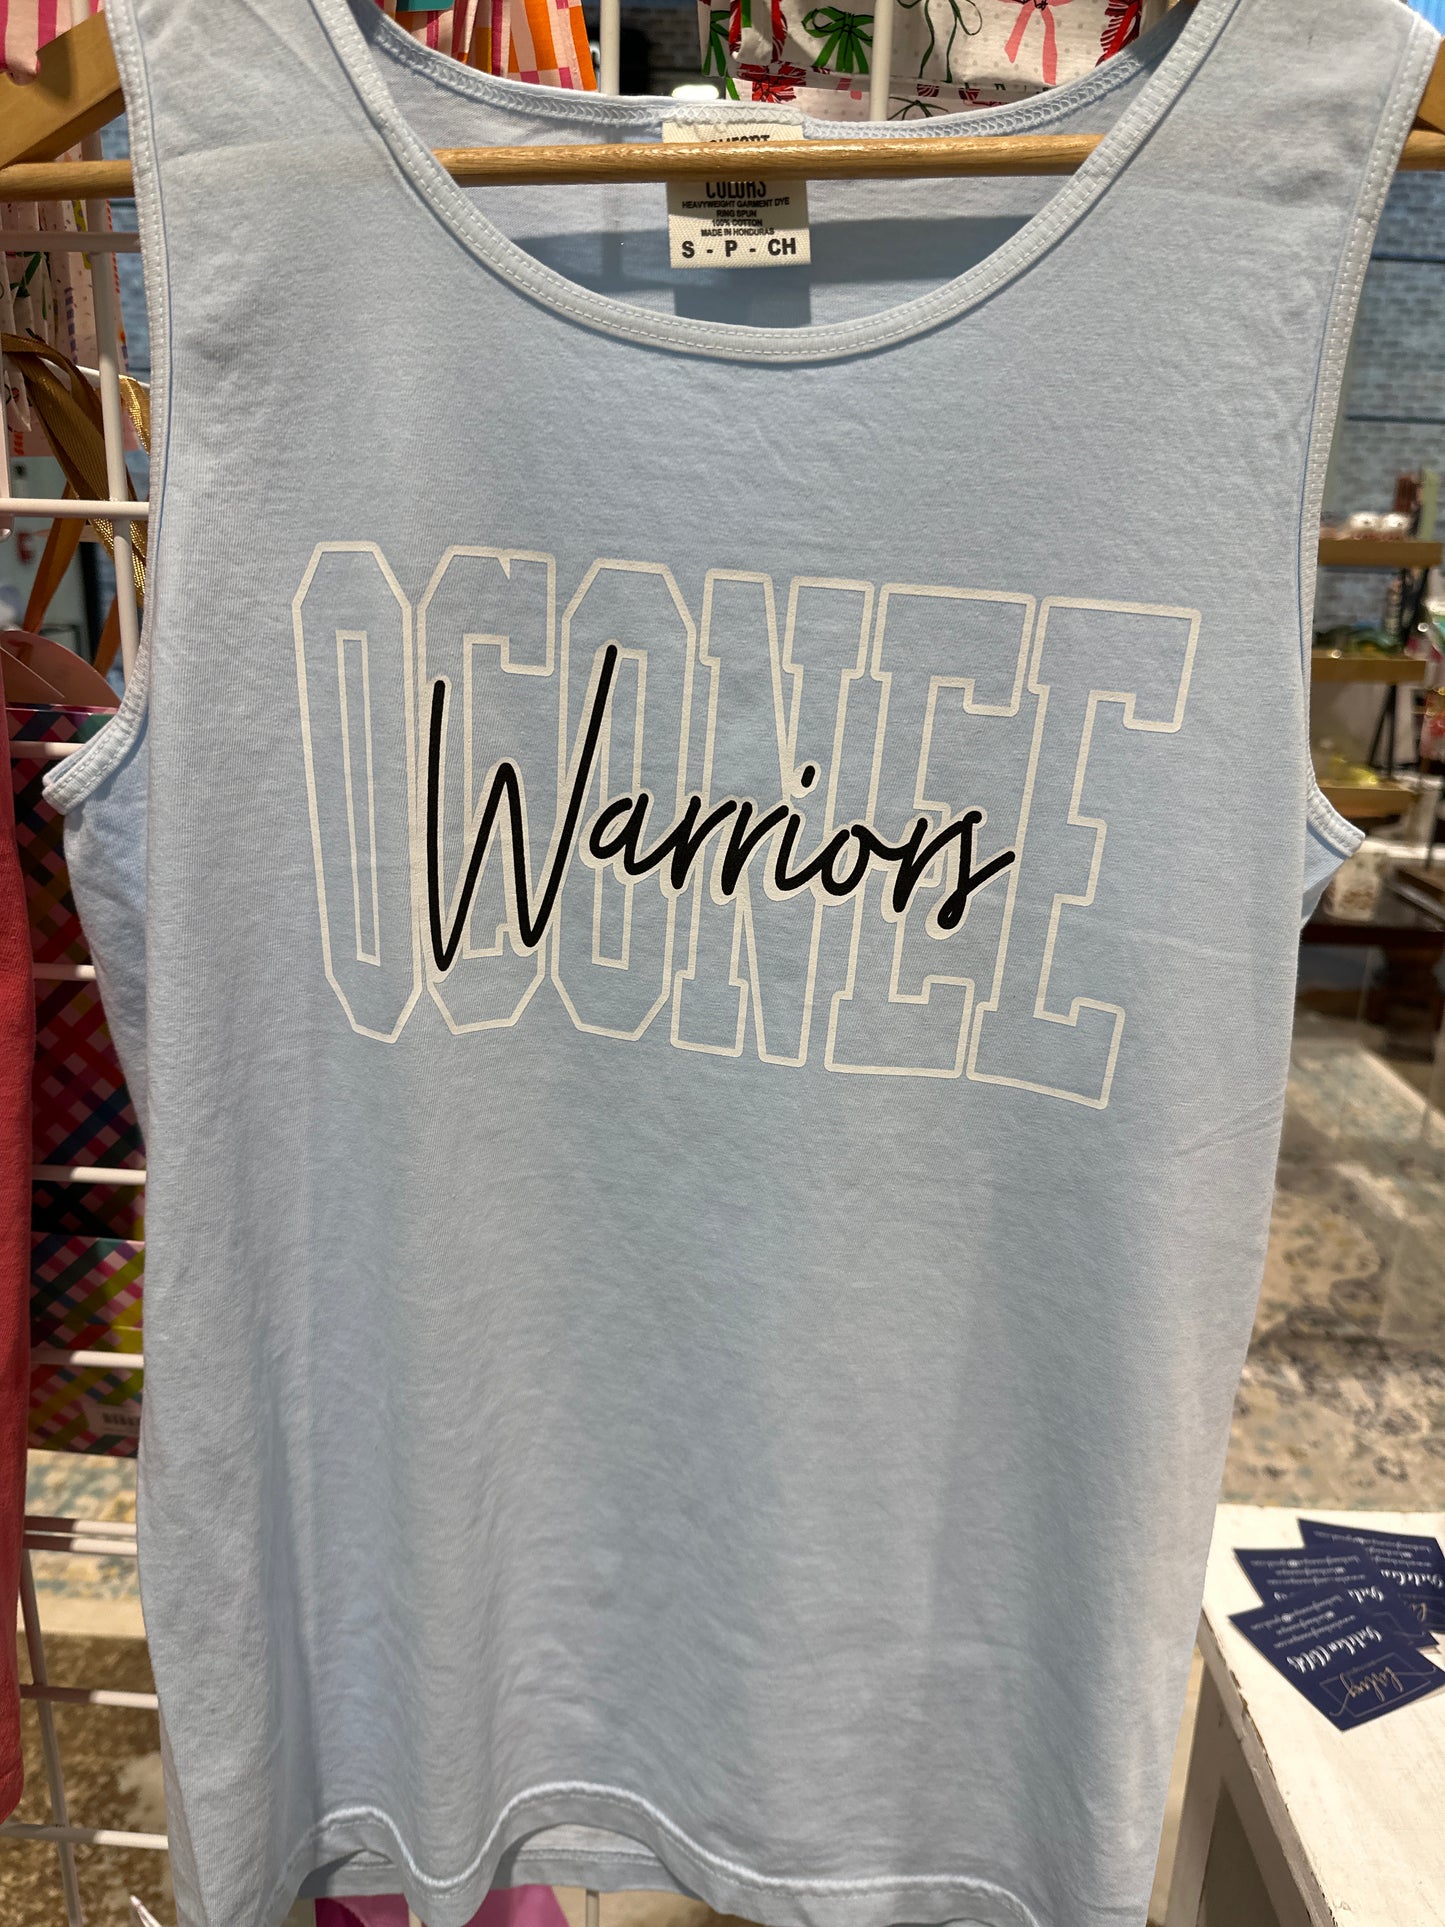 COLORS
HEAVYWEIGHT GARMENT DYE
RING SPUN
100% COTTON
MADE IN HONDURAS
S - P - CH
OCONEE
Warriors